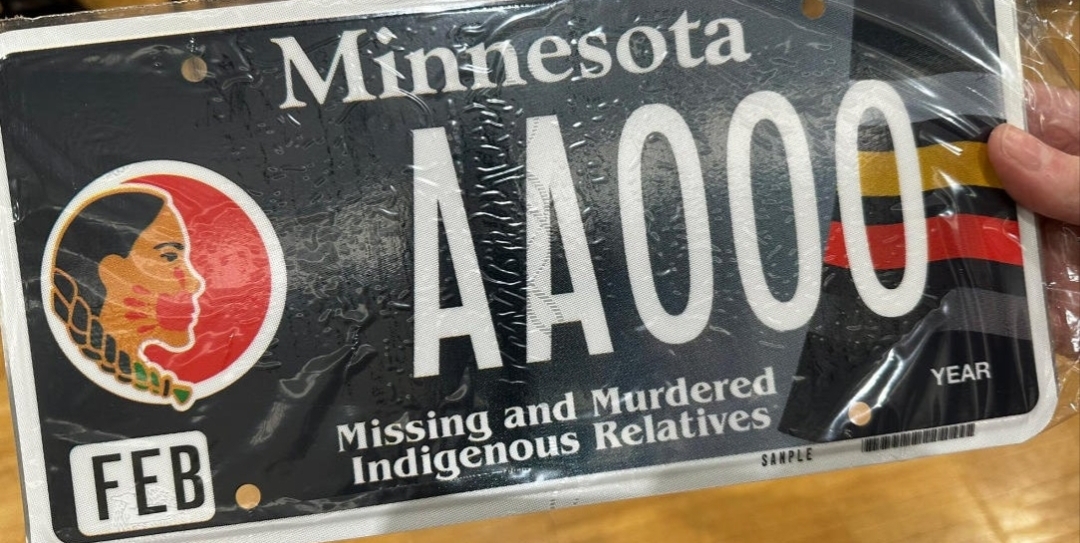 Minnesota
AA000
YEAR
Missing and Murdered
Indigenous Relatives
FEB
SAMPLE